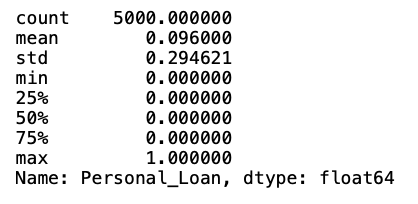 count    5000.000000
mean        0.096000
std         0.294621
min         0.000000
25%         0.000000
50%         0.000000
75%         0.000000
max         1.000000
Name: Personal_Loan, dtype: float64